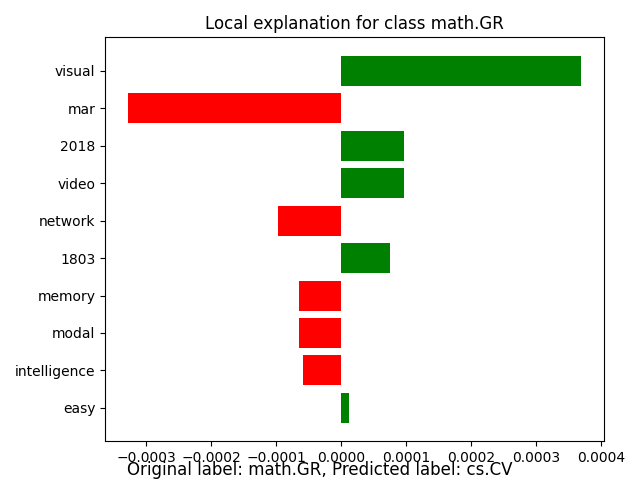 Local explanation for class math.GR
visual
mar
2018
video
network
1803
memory
modal
intelligence
easy
−0.0003 −0.0002 −0.0001 0.0000 0.0001 0.0002 0.0003 0.0004
Original label: math.GR, Predicted label: cs.CV